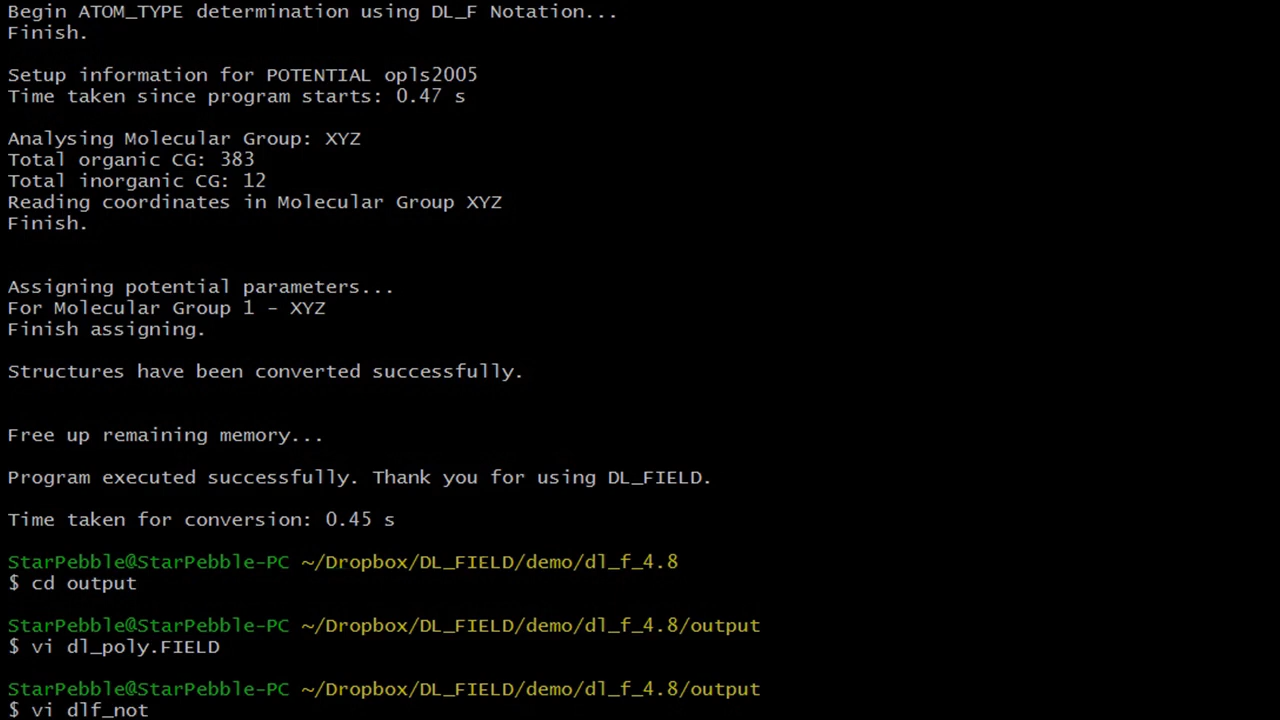 Begin ATOM_TYPE determination using DL_F Notation...
Finish.
Setup information for POTENTIAL opls2005
Time taken since program starts: 0.47 s
Analysing Molecular Group: XYZ
Total organic CG: 383
Total inorganic CG: 12
Reading coordinates in Molecular Group XYZ
Finish.
Assigning potential parameters...
For Molecular Group 1 - XYZ
Finish assigning.
Structures have been converted successfully.
Free up remaining memory...
Program executed successfully. Thank you for using DL_FIELD.
Time taken for conversion: 0.45 s
StarPebble@StarPebble-PC ~/Dropbox/DL_FIELD/demo/dl_f_4.8
$ cd output
StarPebble@StarPebble-PC ~/Dropbox/DL_FIELD/demo/dl_f_4.8/output
$ vi dl_poly.FIELD
StarPebble@StarPebble-PC ~/Dropbox/DL_FIELD/demo/dl_f_4.8/output
$ vi dlf_not